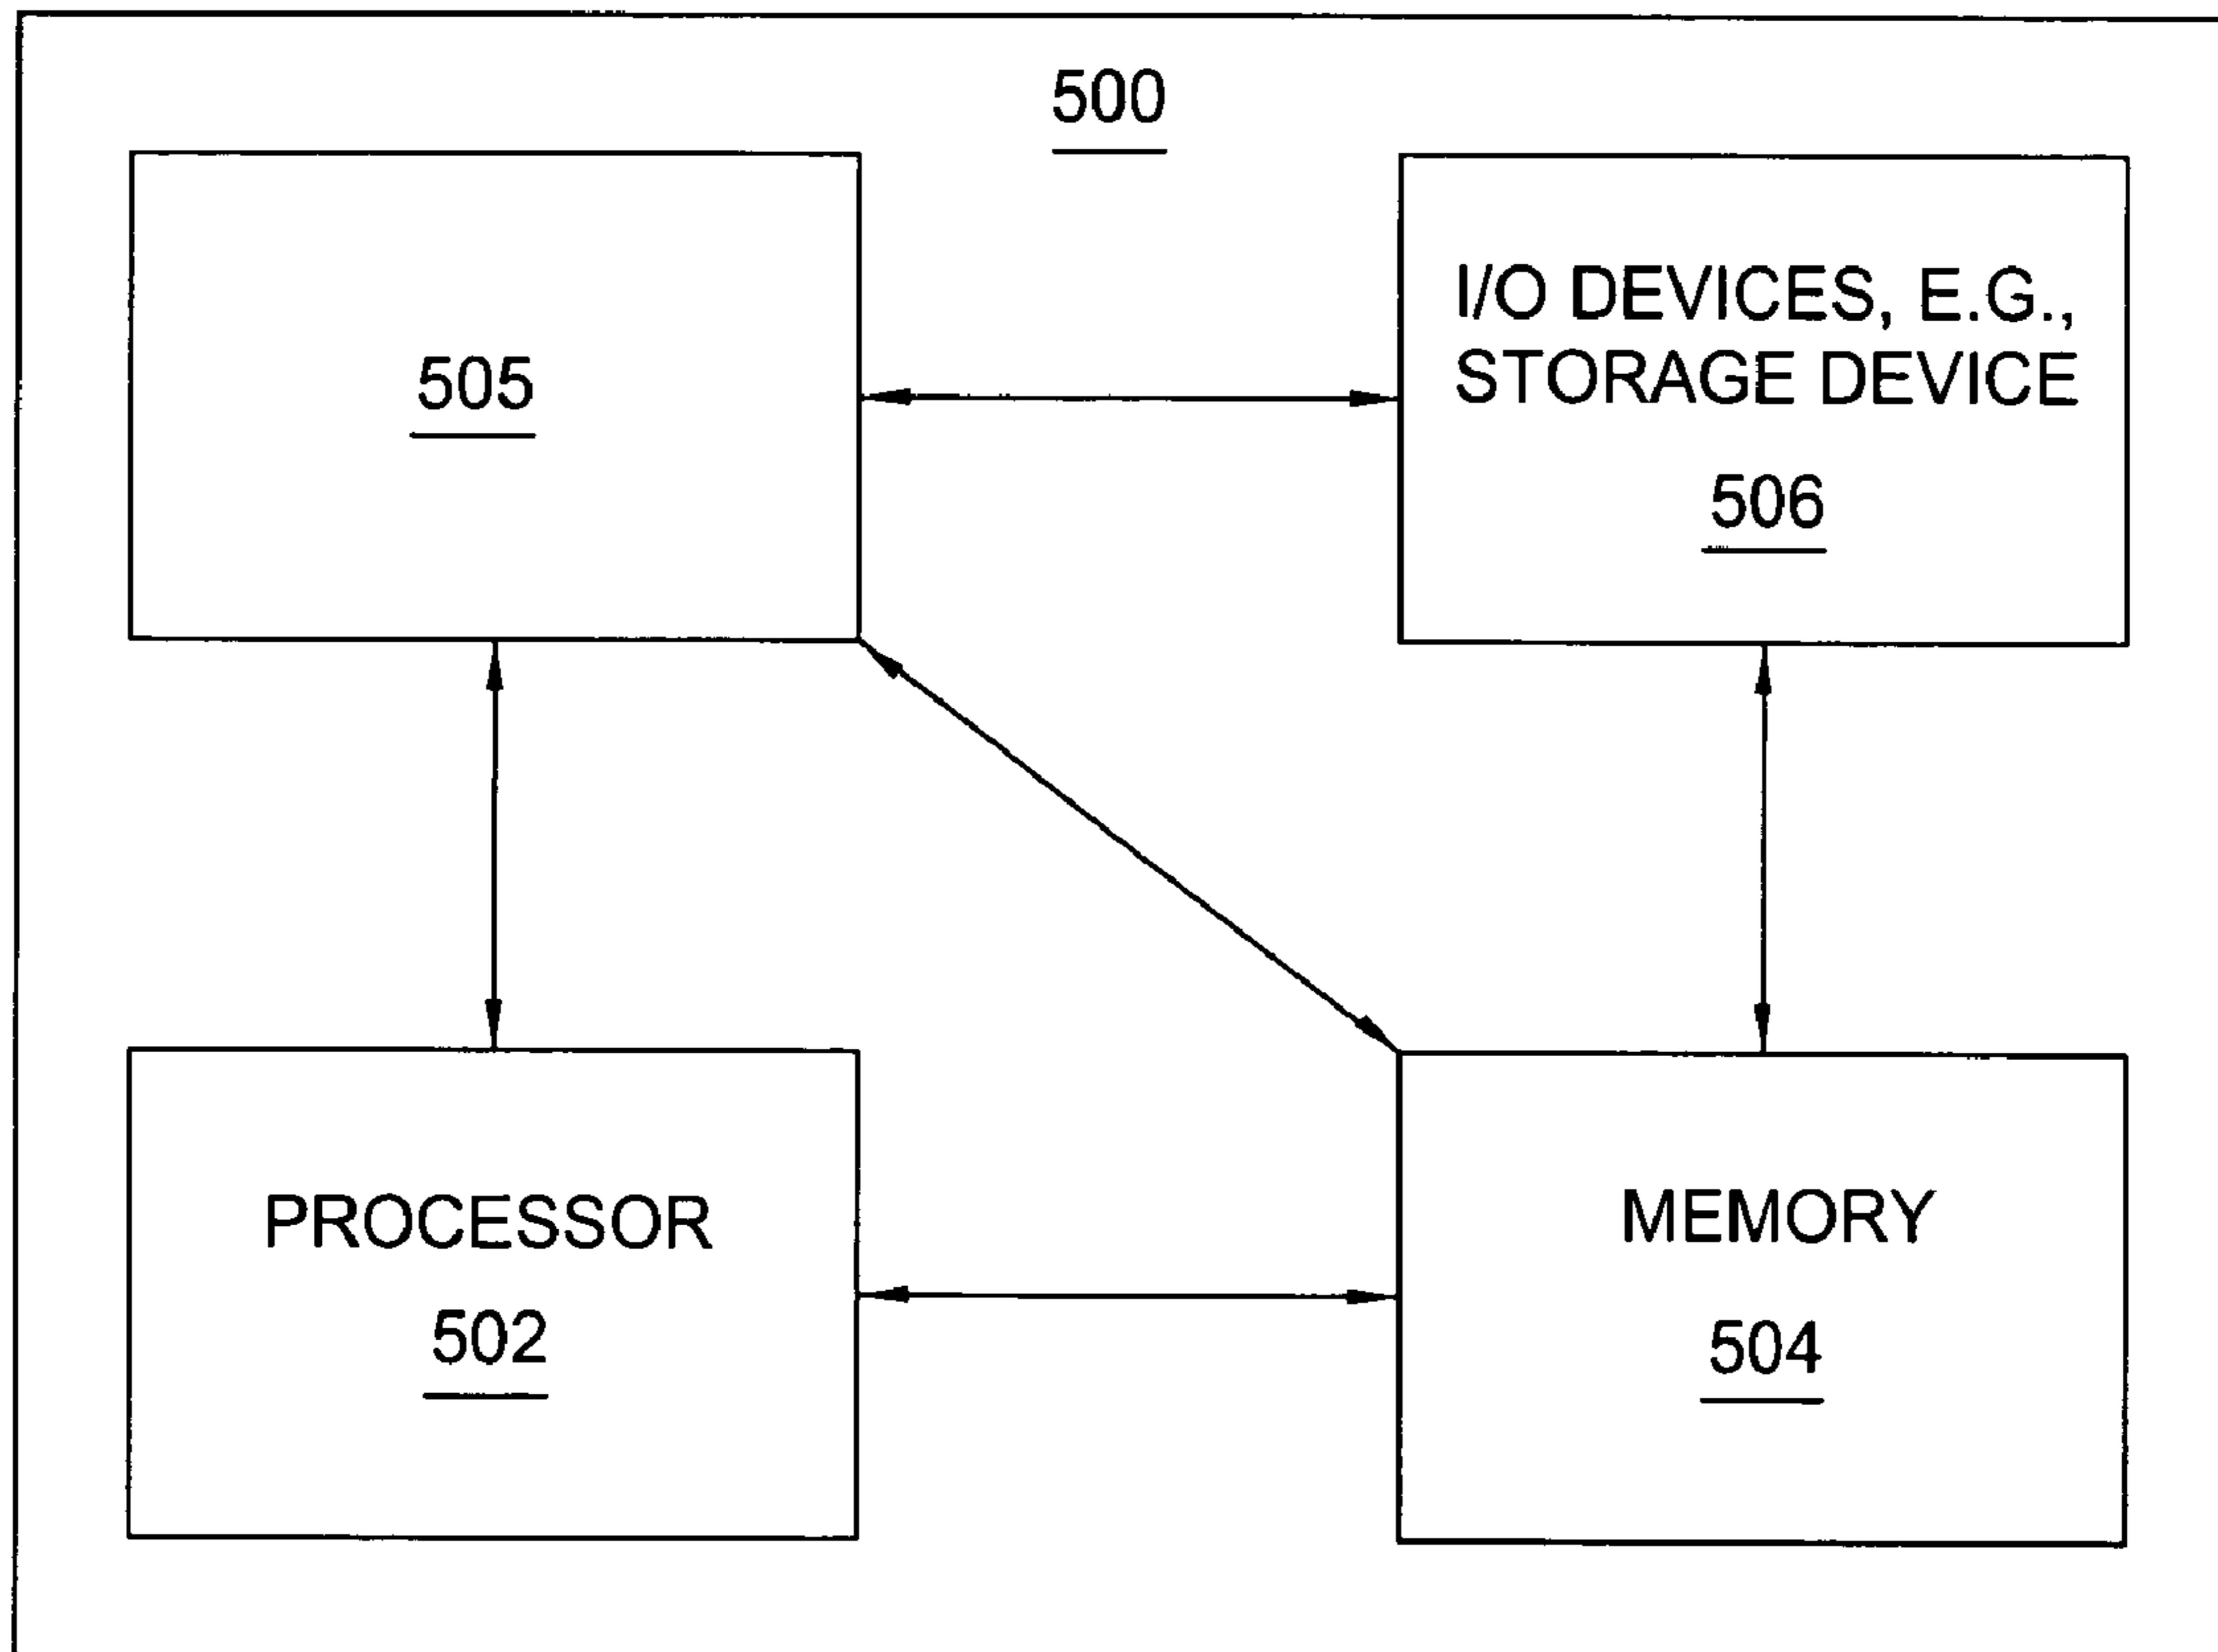 500
505
I/O DEVICES, E.G.,
STORAGE DEVICE
506
PROCESSOR
502
MEMORY
504